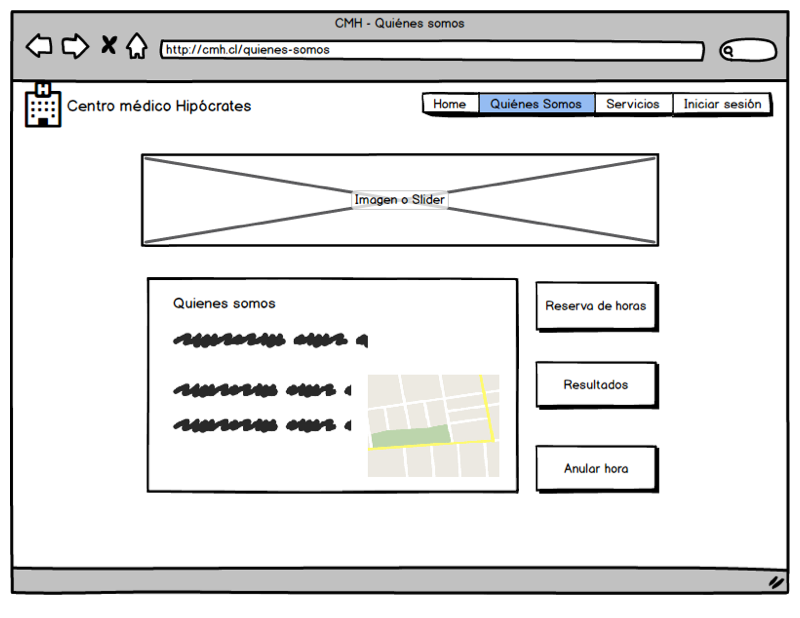 CMH - Quiénes somos
http://cmh.cl/quienes-somos
H
Centro médico Hipócrates
Home
Quiénes Somos
Servicios
Iniciar sesión
Imagen o Slider
Quienes somos
Reserva de horas
Resultados
Anular hora